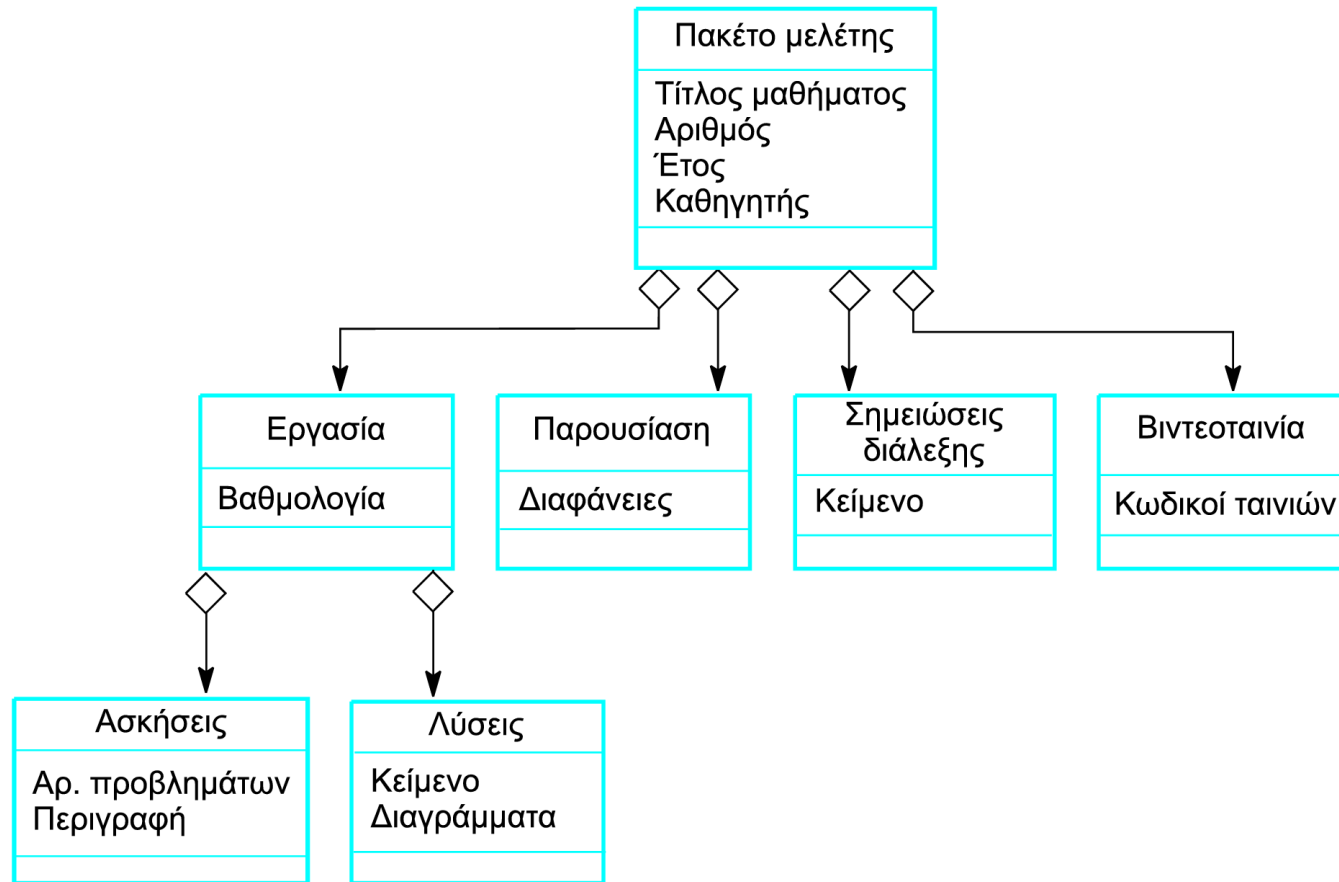 Πακέτο μελέτης
Τίτλος μαθήματος
Αριθμός
Έτος
Καθηγητής
Εργασία
Βαθμολογία
Παρουσίαση
Διαφάνειες
Σημειώσεις
διάλεξης
Κείμενο
Βιντεοταινία
Κωδικοί ταινιών
Ασκήσεις
Αρ. προβλημάτων
Περιγραφή
Λύσεις
Κείμενο
Διαγράμματα